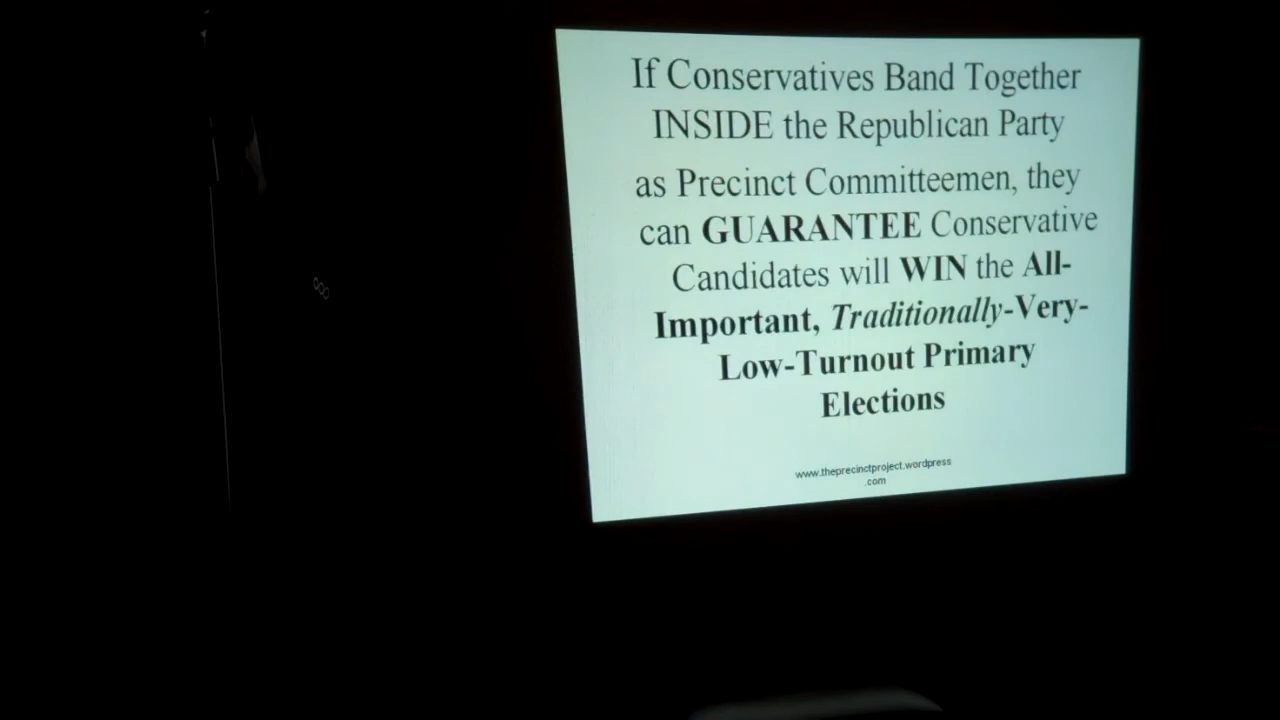 If Conservatives Band Together
INSIDE the Republican Party
as Precinct Committeemen, they
can GUARANTEE Conservative
Candidates will WIN the All-
Important, Traditionally-Very-
Low-Turnout Primary
Elections
www.theprecinctproject.wordpress
.com